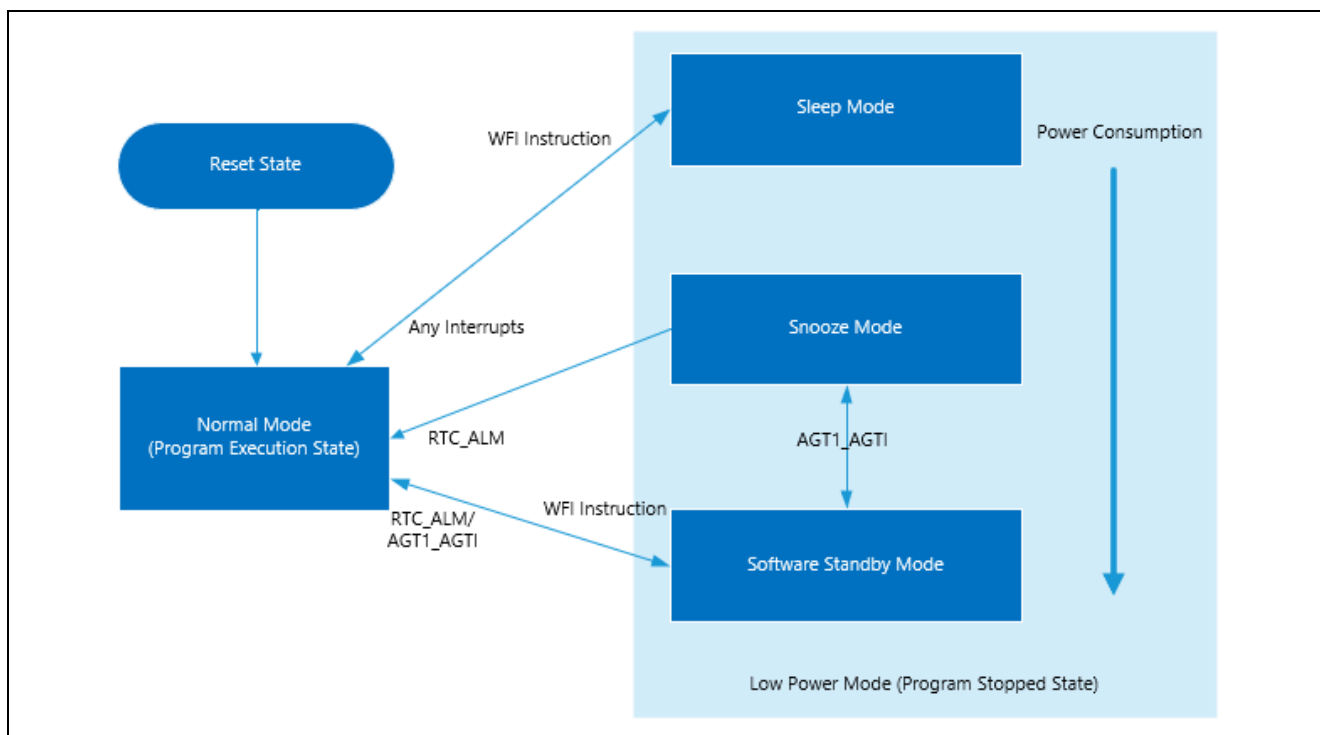 Sleep Mode
Power Consumption
WFI Instruction
Reset State
Any Interrupts
Snooze Mode
Normal Mode
(Program Execution State)
RTC_ALM
AGT1_AGTI
WFI Instruction
RTC_ALM/
AGT1_AGTI
Software Standby Mode
Low Power Mode (Program Stopped State)